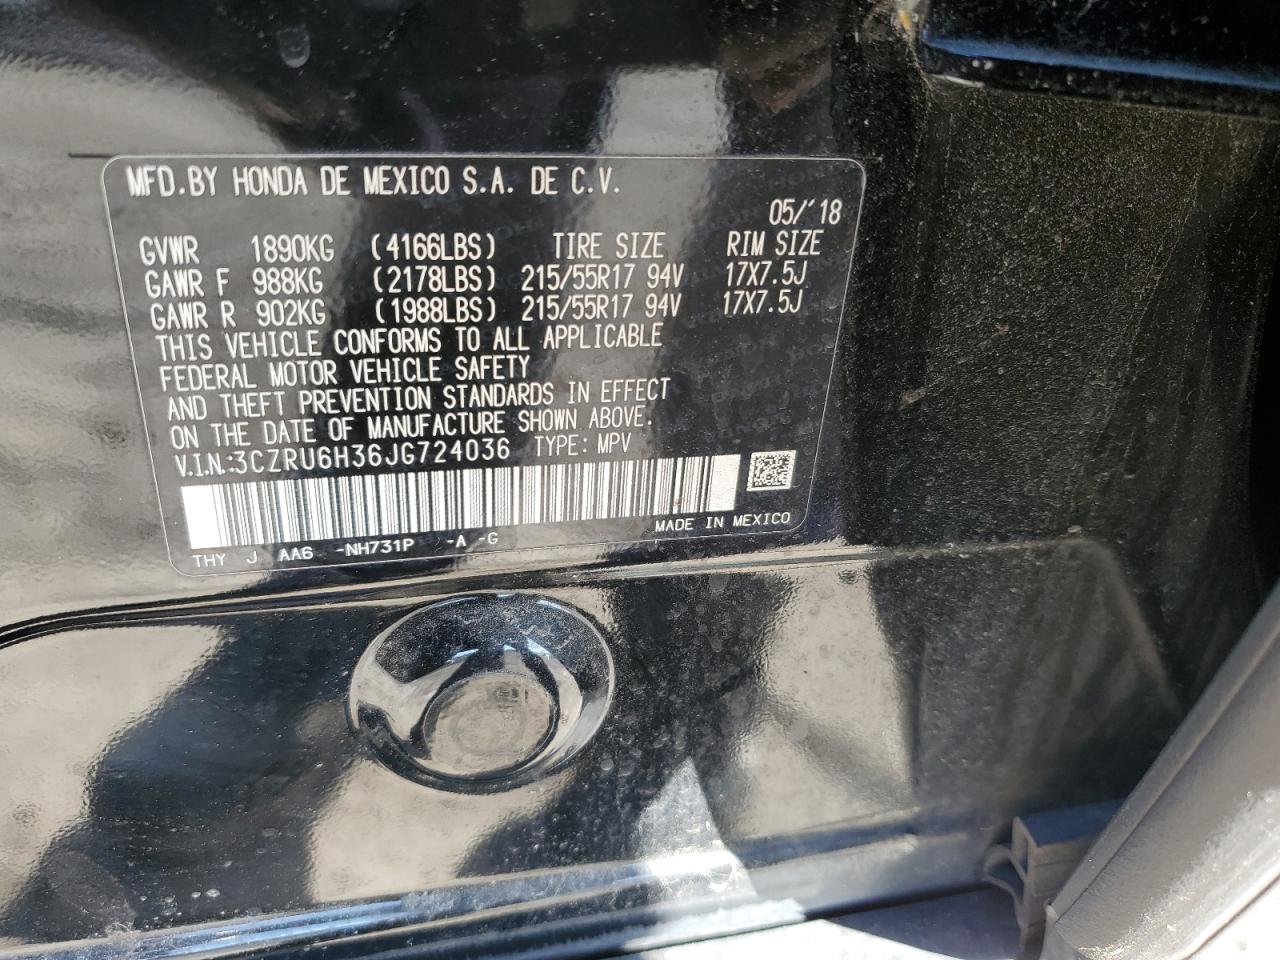 MFD.BY HONDA DE MEXICO S.A. DE C.V.
05/'18
GVWR 1890KG (4166LBS) TIRE SIZE RIM SIZE
GAWR F 988KG (2178LBS) 215/55R17 94V 17X7.5J
GAWR R 902KG (1988LBS) 215/55R17 94V 17X7.5J
THIS VEHICLE CONFORMS TO ALL APPLICABLE
FEDERAL MOTOR VEHICLE SAFETY
AND THEFT PREVENTION STANDARDS IN EFFECT
ON THE DATE OF MANUFACTURE SHOWN ABOVE.
V.I.N.:3CZRU6H36JG724036 TYPE: MPV
MADE IN MEXICO
THY J AA6 -NH731P -A -G